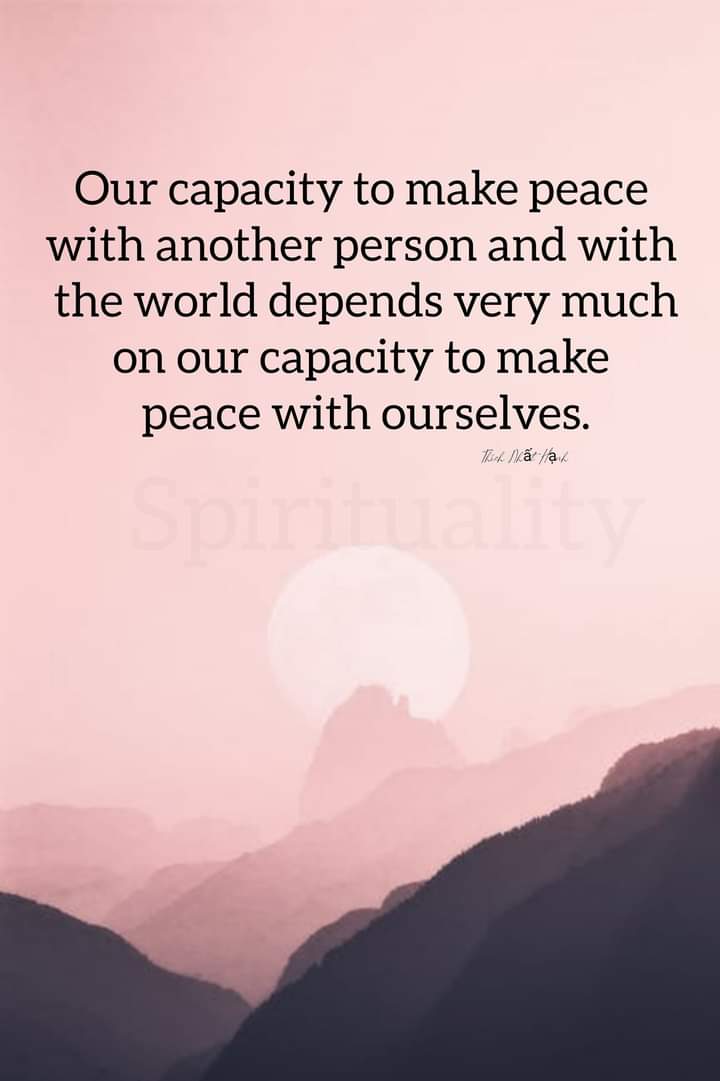 Our capacity to make peace
with another person and with
the world depends very much
on our capacity to make
peace with ourselves.
Thich Nhất Hạnh
Spirituality